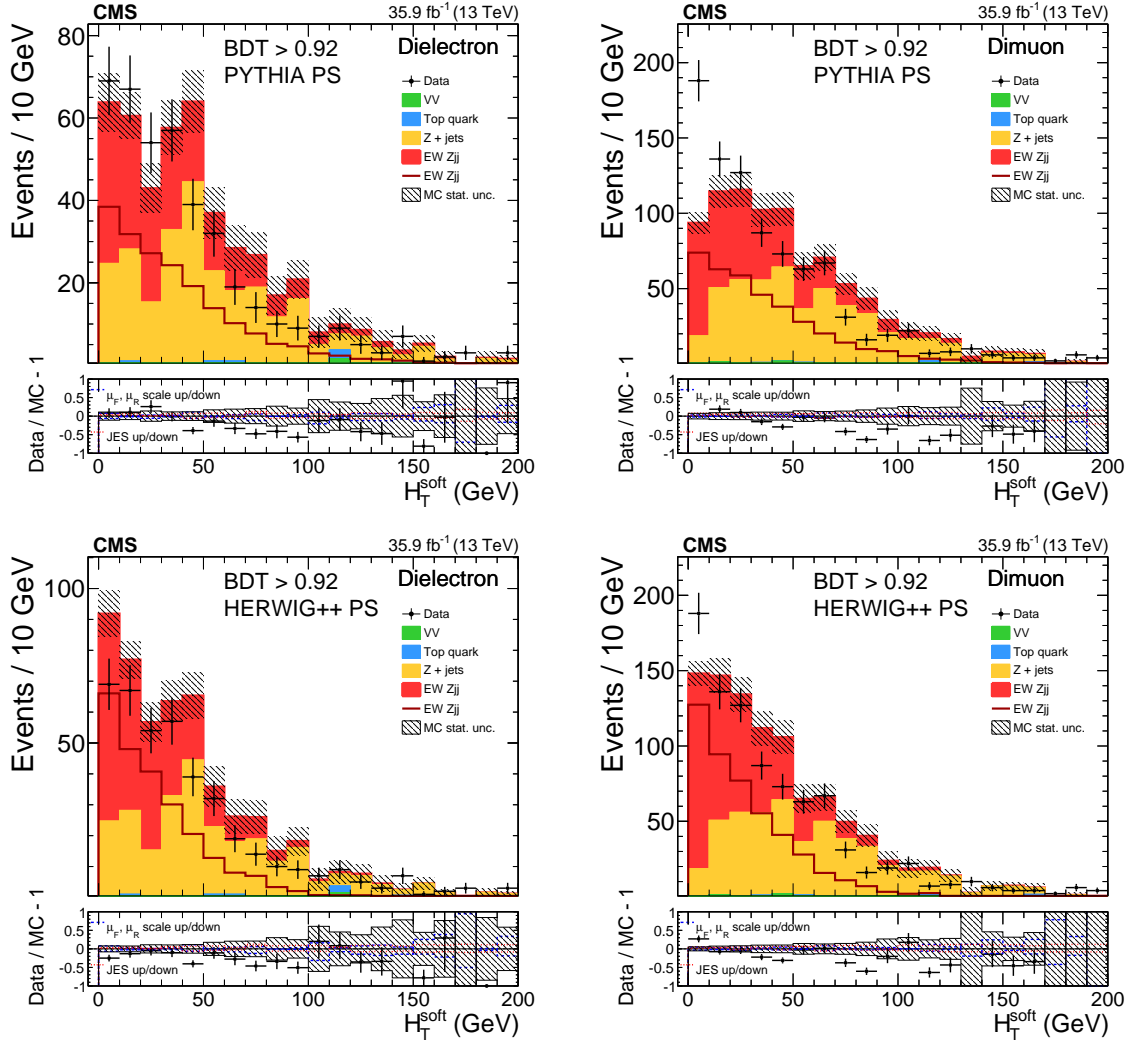 CMS 35.9 fb⁻¹ (13 TeV)
80
60
40
20
Events / 10 GeV
BDT > 0.92
PYTHIA PS
Dielectron
Data
VV
Top quark
Z + jets
EW Zjj
EW Zjj
MC stat. unc.
Data / MC - 1
1
0.5
0
-0.5
-1
μF, μR scale up/down
JES up/down
0 50 100 150 200
H_T^soft (GeV)
CMS 35.9 fb⁻¹ (13 TeV)
200
150
100
50
Events / 10 GeV
BDT > 0.92
PYTHIA PS
Dimuon
Data
VV
Top quark
Z + jets
EW Zjj
EW Zjj
MC stat. unc.
Data / MC - 1
1
0.5
0
-0.5
-1
μF, μR scale up/down
JES up/down
0 50 100 150 200
H_T^soft (GeV)
CMS 35.9 fb⁻¹ (13 TeV)
100
50
Events / 10 GeV
BDT > 0.92
HERWIG++ PS
Dielectron
Data
VV
Top quark
Z + jets
EW Zjj
EW Zjj
MC stat. unc.
Data / MC - 1
1
0.5
0
-0.5
-1
μF, μR scale up/down
JES up/down
0 50 100 150 200
H_T^soft (GeV)
CMS 35.9 fb⁻¹ (13 TeV)
200
150
100
50
Events / 10 GeV
BDT > 0.92
HERWIG++ PS
Dimuon
Data
VV
Top quark
Z + jets
EW Zjj
EW Zjj
MC stat. unc.
Data / MC - 1
1
0.5
0
-0.5
-1
μF, μR scale up/down
JES up/down
0 50 100 150 200
H_T^soft (GeV)